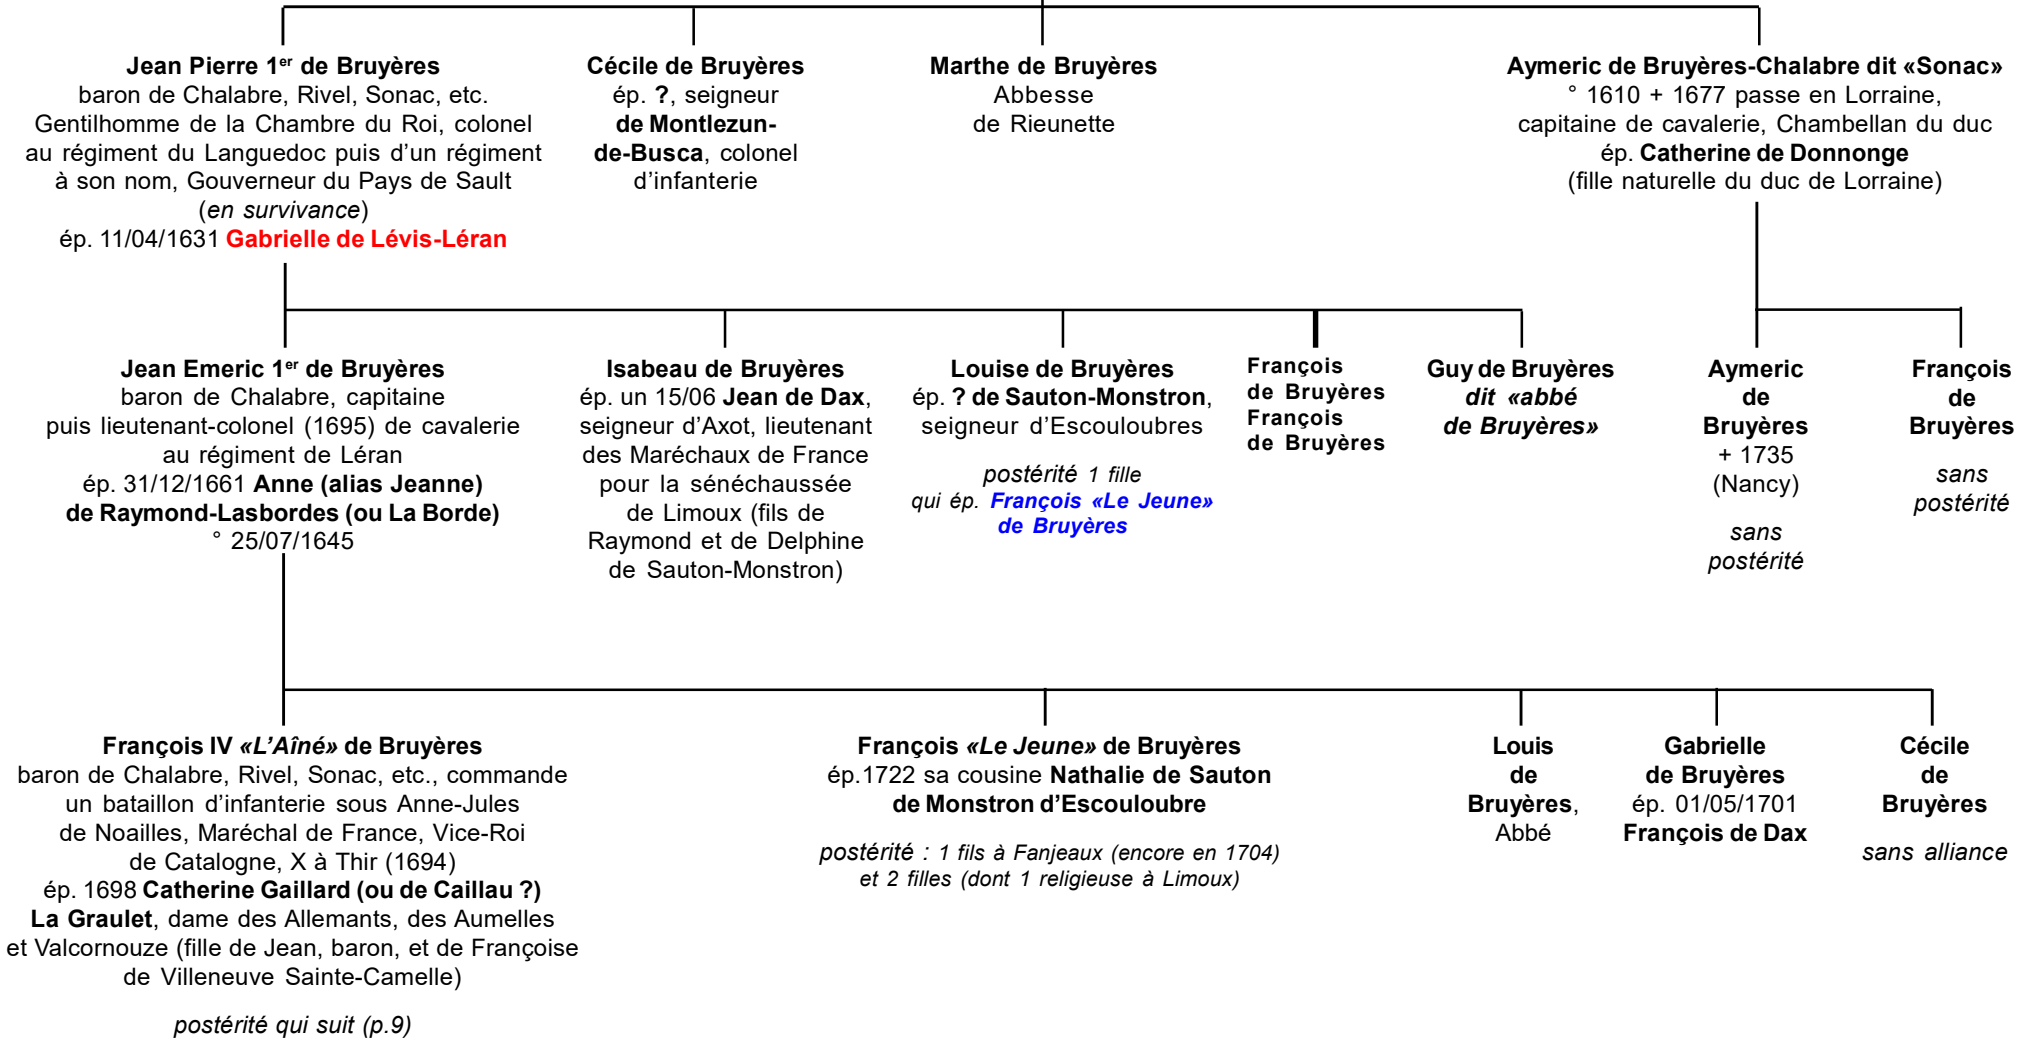 Jean Pierre 1er de Bruyères
baron de Chalabre, Rivel, Sonac, etc.
Gentilhomme de la Chambre du Roi, colonel
au régiment du Languedoc puis d’un régiment
à son nom, Gouverneur du Pays de Sault
(en survivance)
ép. 11/04/1631 Gabrielle de Lévis-Léran
Cécile de Bruyères
ép. ?, seigneur
de Montlezun-
de-Busca, colonel
d’infanterie
Marthe de Bruyères
Abbesse
de Rieunette
Aymeric de Bruyères-Chalabre dit «Sonac»
° 1610 + 1677 passe en Lorraine,
capitaine de cavalerie, Chambellan du duc
ép. Catherine de Donnonge
(fille naturelle du duc de Lorraine)
Jean Emeric 1er de Bruyères
baron de Chalabre, capitaine
puis lieutenant-colonel (1695) de cavalerie
au régiment de Léran
ép. 31/12/1661 Anne (alias Jeanne)
de Raymond-Lasbordes (ou La Borde)
° 25/07/1645
Isabeau de Bruyères
ép. un 15/06 Jean de Dax,
seigneur d’Axot, lieutenant
des Maréchaux de France
pour la sénéchaussée
de Limoux (fils de
Raymond et de Delphine
de Sauton-Monstron)
Louise de Bruyères
ép. ? de Sauton-Monstron,
seigneur d’Escouloubres
postérité 1 fille
qui ép. François «Le Jeune»
de Bruyères
François
de Bruyères
François
de Bruyères
Guy de Bruyères
dit «abbé
de Bruyères»
Aymeric
de
Bruyères
+ 1735
(Nancy)
sans
postérité
François
de
Bruyères
sans
postérité
François IV «L’Aîné» de Bruyères
baron de Chalabre, Rivel, Sonac, etc., commande
un bataillon d’infanterie sous Anne-Jules
de Noailles, Maréchal de France, Vice-Roi
de Catalogne, X à Thir (1694)
ép. 1698 Catherine Gaillard (ou de Caillau ?)
La Graulet, dame des Allemants, des Aumelles
et Valcornouze (fille de Jean, baron, et de Françoise
de Villeneuve Sainte-Camelle)
postérité qui suit (p.9)
François «Le Jeune» de Bruyères
ép.1722 sa cousine Nathalie de Sauton
de Monstron d’Escouloubre
postérité : 1 fils à Fanjeaux (encore en 1704)
et 2 filles (dont 1 religieuse à Limoux)
Louis
de
Bruyères,
Abbé
Gabrielle
de Bruyères
ép. 01/05/1701
François de Dax
Cécile
de
Bruyères
sans alliance